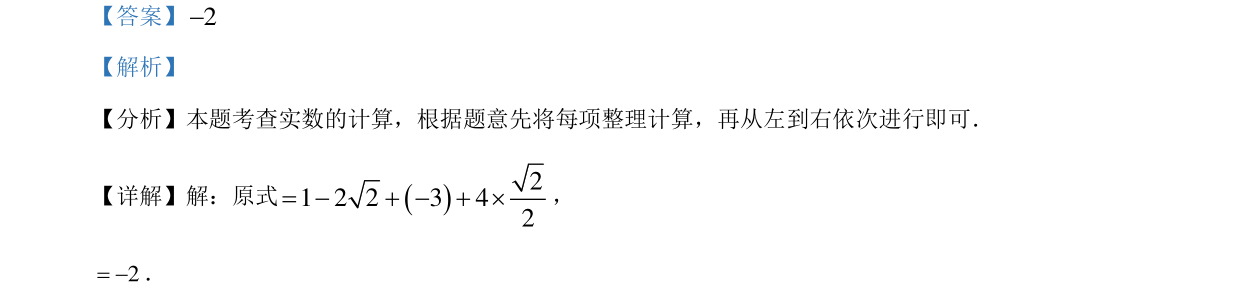 【答案】-2
【解析】
【分析】本题考查实数的计算，根据题意先将每项整理计算，再从左到右依次进行即可．
【详解】解：原式=1-2√2+(-3)+4×√2/2，
=-2．